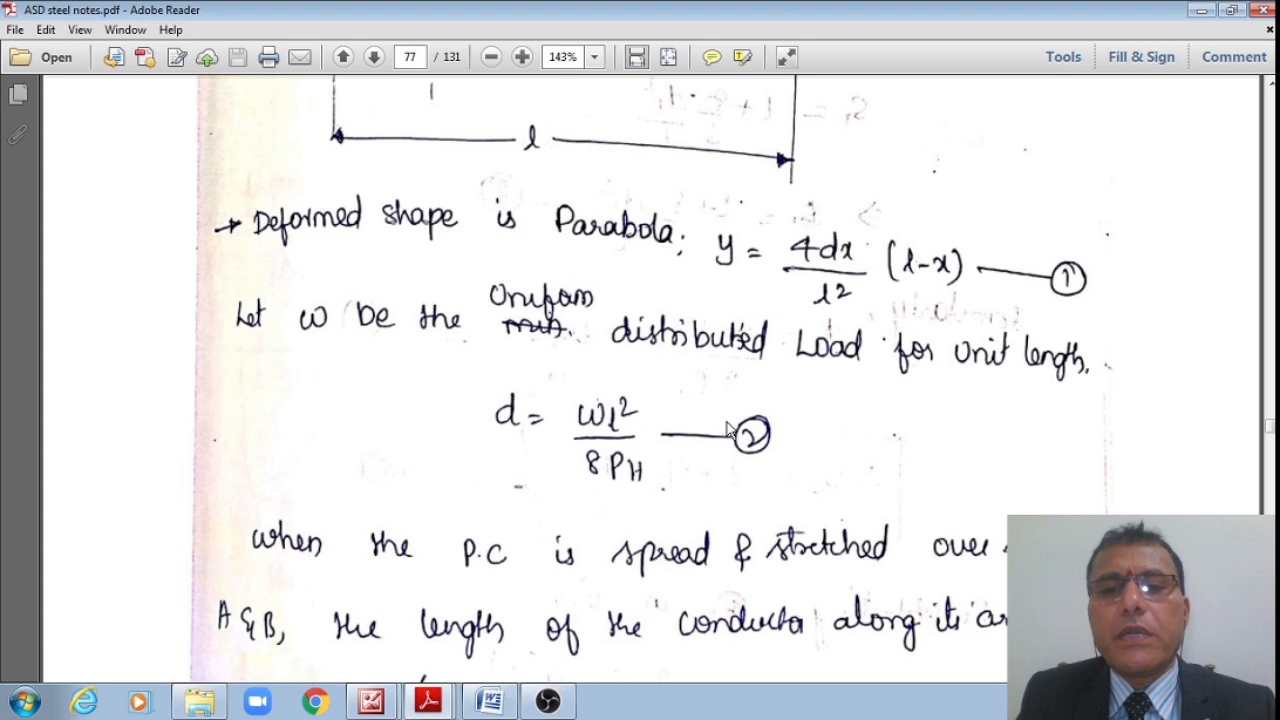 ASD steel notes.pdf - Adobe Reader
File Edit View Window Help
Open 77 / 131 143% Tools Fill & Sign Comment
l
→ Deformed shape is Parabola; y = 4dx / l² (l-x) — ①
Uniform
Let w be the distributed Load for Unit length.
d = wl² / 8PH — ②
when the P.C is spread & stretched over
A & B, the length of the conducto along its